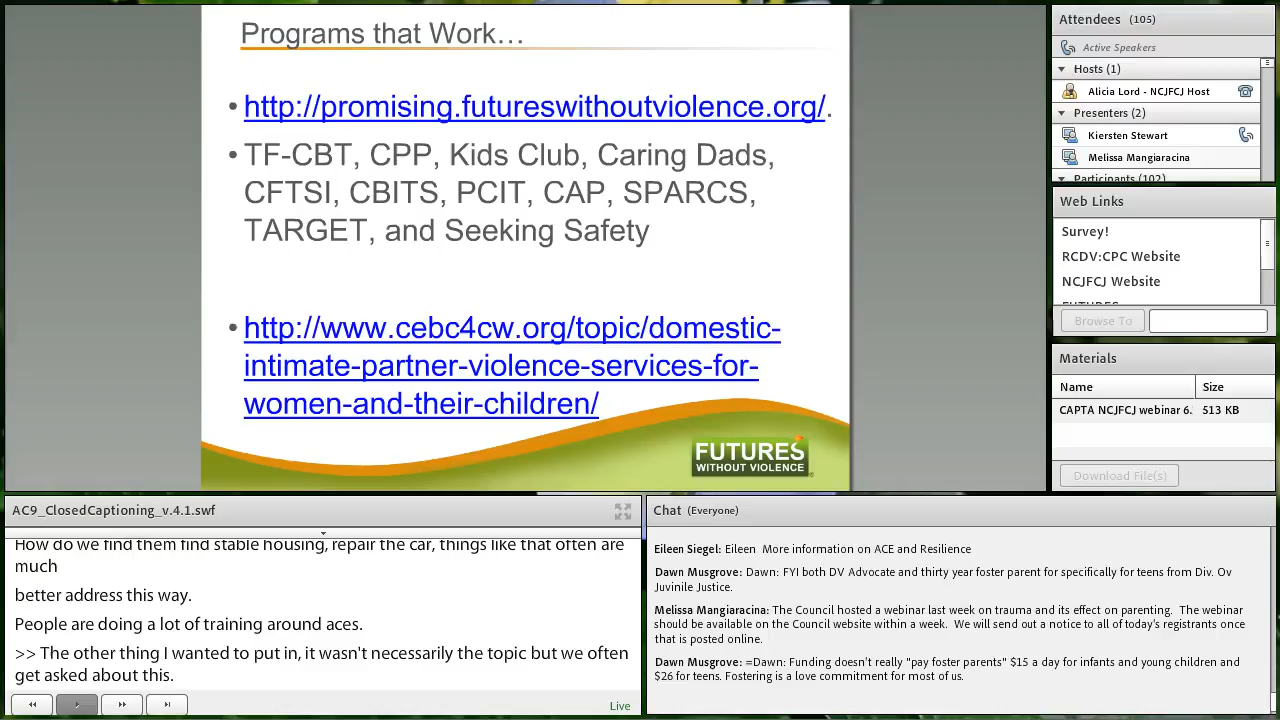 Programs that Work…
• http://promising.futureswithoutviolence.org/.
• TF-CBT, CPP, Kids Club, Caring Dads,
CFTSI, CBITS, PCIT, CAP, SPARCS,
TARGET, and Seeking Safety
• http://www.cebc4cw.org/topic/domestic-
intimate-partner-violence-services-for-
women-and-their-children/
FUTURES
WITHOUT VIOLENCE
Attendees (105)
Active Speakers
Hosts (1)
Alicia Lord - NCJFCJ Host
Presenters (2)
Kiersten Stewart
Melissa Mangiaracina
Participants (102)
Web Links
Survey!
RCDV:CPC Website
NCJFCJ Website
FUTURES
Browse To
Materials
Name Size
CAPTA NCJFCJ webinar 6. 513 KB
Download File(s)
AC9_ClosedCaptioning_v.4.1.swf
How do we find them find stable housing, repair the car, things like that often are
much
better address this way.
People are doing a lot of training around aces.
>> The other thing I wanted to put in, it wasn't necessarily the topic but we often
get asked about this.
Live
Chat (Everyone)
Eileen Siegel: Eileen More information on ACE and Resilience
Dawn Musgrove: Dawn: FYI both DV Advocate and thirty year foster parent for specifically for teens from Div. Ov
Juvinile Justice.
Melissa Mangiaracina: The Council hosted a webinar last week on trauma and its effect on parenting. The webinar
should be available on the Council website within a week. We will send out a notice to all of today's registrants once
that is posted online.
Dawn Musgrove: =Dawn: Funding doesn't really "pay foster parents" $15 a day for infants and young children and
$26 for teens. Fostering is a love commitment for most of us.